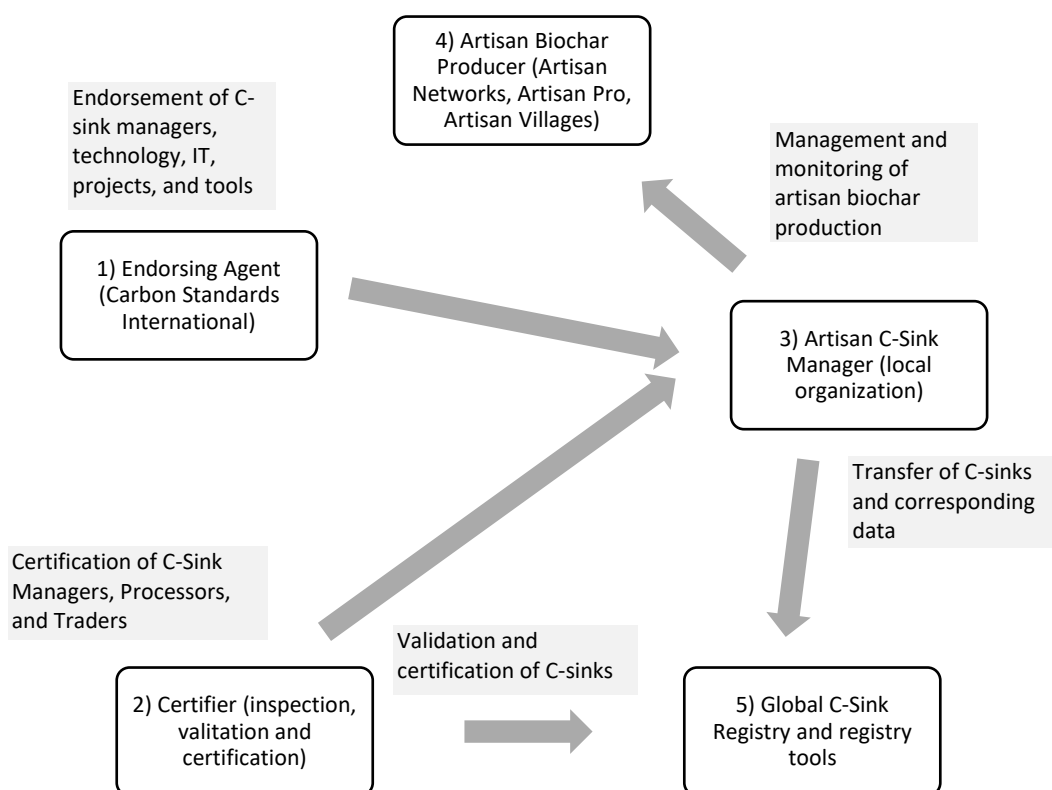 4) Artisan Biochar
Producer (Artisan
Networks, Artisan Pro,
Artisan Villages)
Endorsement of C-
sink managers,
technology, IT,
projects, and tools
Management and
monitoring of
artisan biochar
production
1) Endorsing Agent
(Carbon Standards
International)
3) Artisan C-Sink
Manager (local
organization)
Transfer of C-sinks
and corresponding
data
Certification of C-Sink
Managers, Processors,
and Traders
Validation and
certification of C-sinks
2) Certifier (inspection,
valitation and
certification)
5) Global C-Sink
Registry and registry
tools